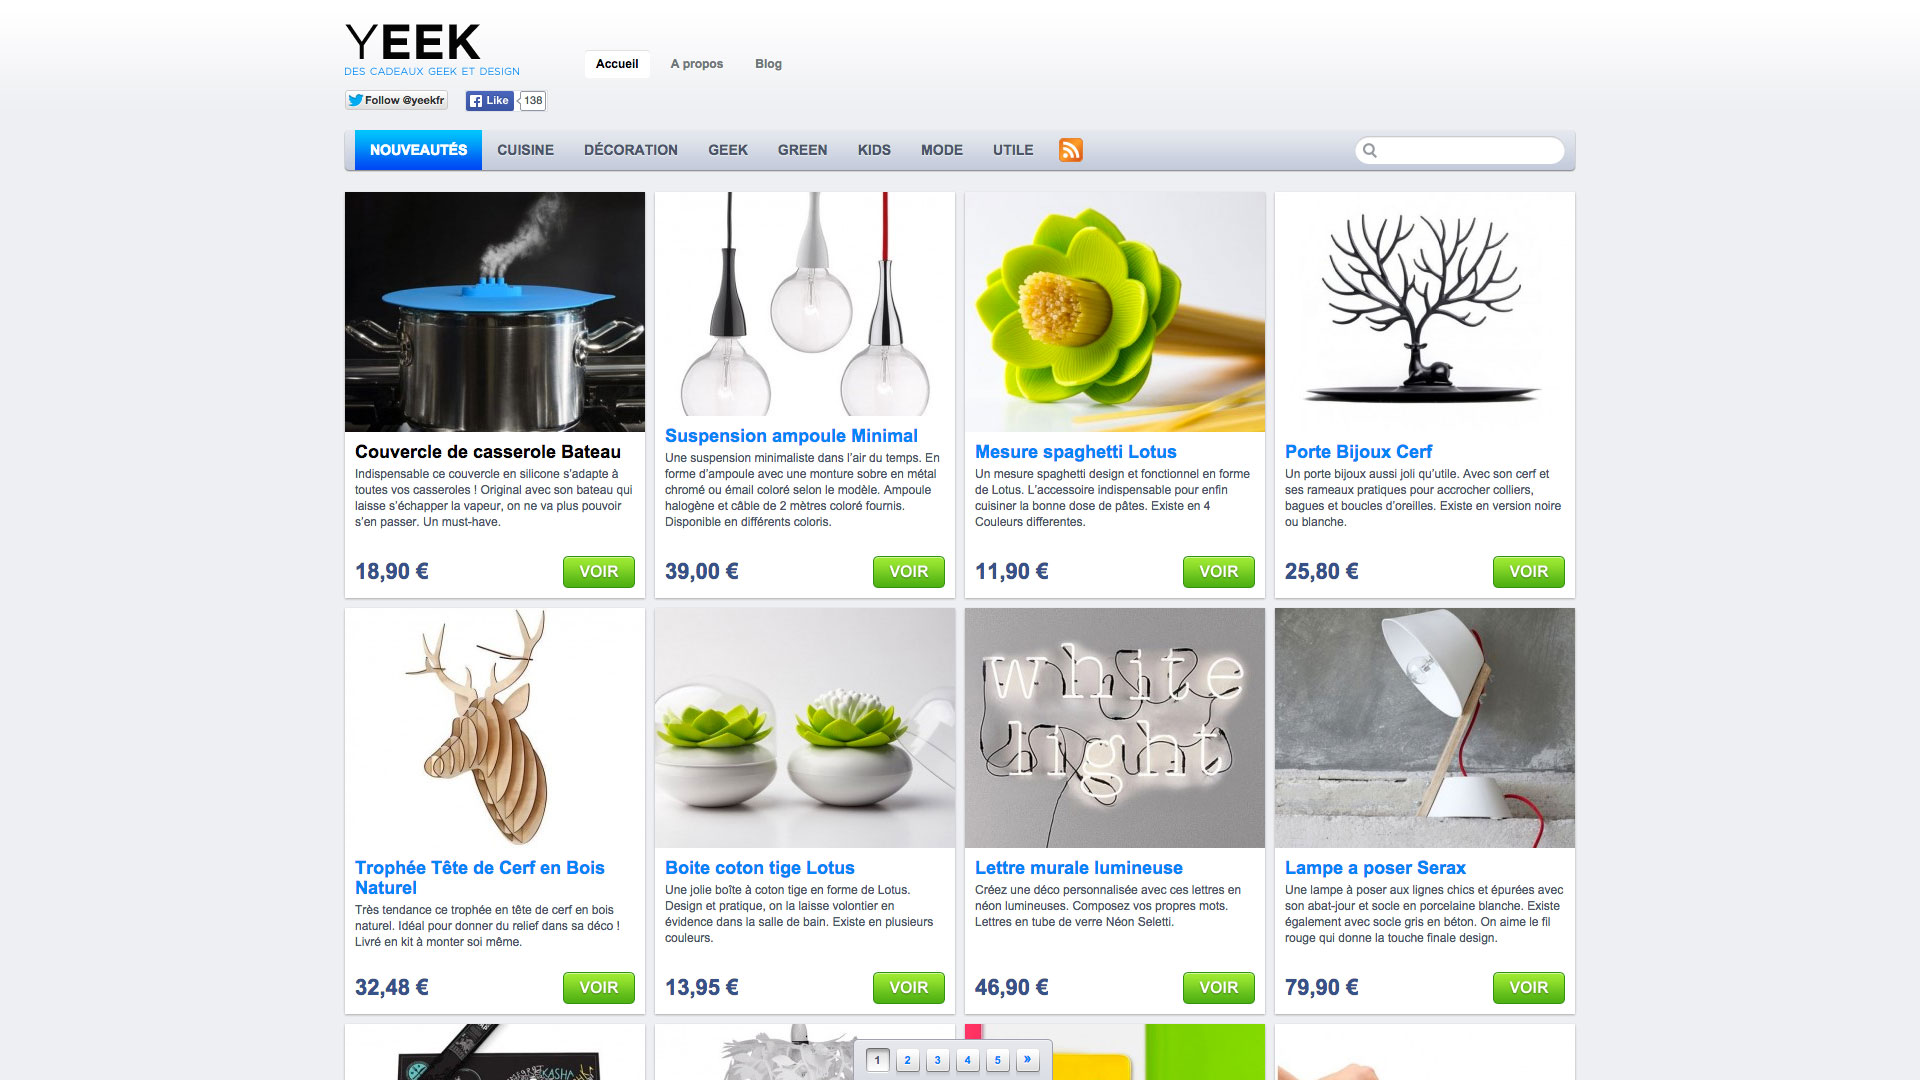 YEEK
DES CADEAUX GEEK ET DESIGN
Accueil
A propos
Blog
Follow @yeekfr
Like
138
NOUVEAUTÉS
CUISINE
DÉCORATION
GEEK
GREEN
KIDS
MODE
UTILE
Couvercle de casserole Bateau
Indispensable ce couvercle en silicone s’adapte à
toutes vos casseroles ! Original avec son bateau qui
laisse s’échapper la vapeur, on ne va plus pouvoir
s’en passer. Un must-have.
18,90 €
VOIR
Suspension ampoule Minimal
Une suspension minimaliste dans l’air du temps. En
forme d’ampoule avec une monture sobre en métal
chromé ou émail coloré selon le modèle. Ampoule
halogène et câble de 2 mètres coloré fournis.
Disponible en différents coloris.
39,00 €
VOIR
Mesure spaghetti Lotus
Un mesure spaghetti design et fonctionnel en forme
de Lotus. L’accessoire indispensable pour enfin
cuisiner la bonne dose de pâtes. Existe en 4
Couleurs differentes.
11,90 €
VOIR
Porte Bijoux Cerf
Un porte bijoux aussi joli qu’utile. Avec son cerf et
ses rameaux pratiques pour accrocher colliers,
bagues et boucles d’oreilles. Existe en version noire
ou blanche.
25,80 €
VOIR
Trophée Tête de Cerf en Bois
Naturel
Très tendance ce trophée en tête de cerf en bois
naturel. Idéal pour donner du relief dans sa déco !
Livré en kit à monter soi même.
32,48 €
VOIR
Boite coton tige Lotus
Une jolie boîte à coton tige en forme de Lotus.
Design et pratique, on la laisse volontier en
évidence dans la salle de bain. Existe en plusieurs
couleurs.
13,95 €
VOIR
white
light
Lettre murale lumineuse
Créez une déco personnalisée avec ces lettres en
néon lumineuses. Composez vos propres mots.
Lettres en tube de verre Néon Seletti.
46,90 €
VOIR
Lampe a poser Serax
Une lampe à poser aux lignes chics et épurées avec
son abat-jour et socle en porcelaine blanche. Existe
également avec socle gris en béton. On aime le fil
rouge qui donne la touche finale design.
79,90 €
VOIR
KASHA
1 2 3 4 5 »